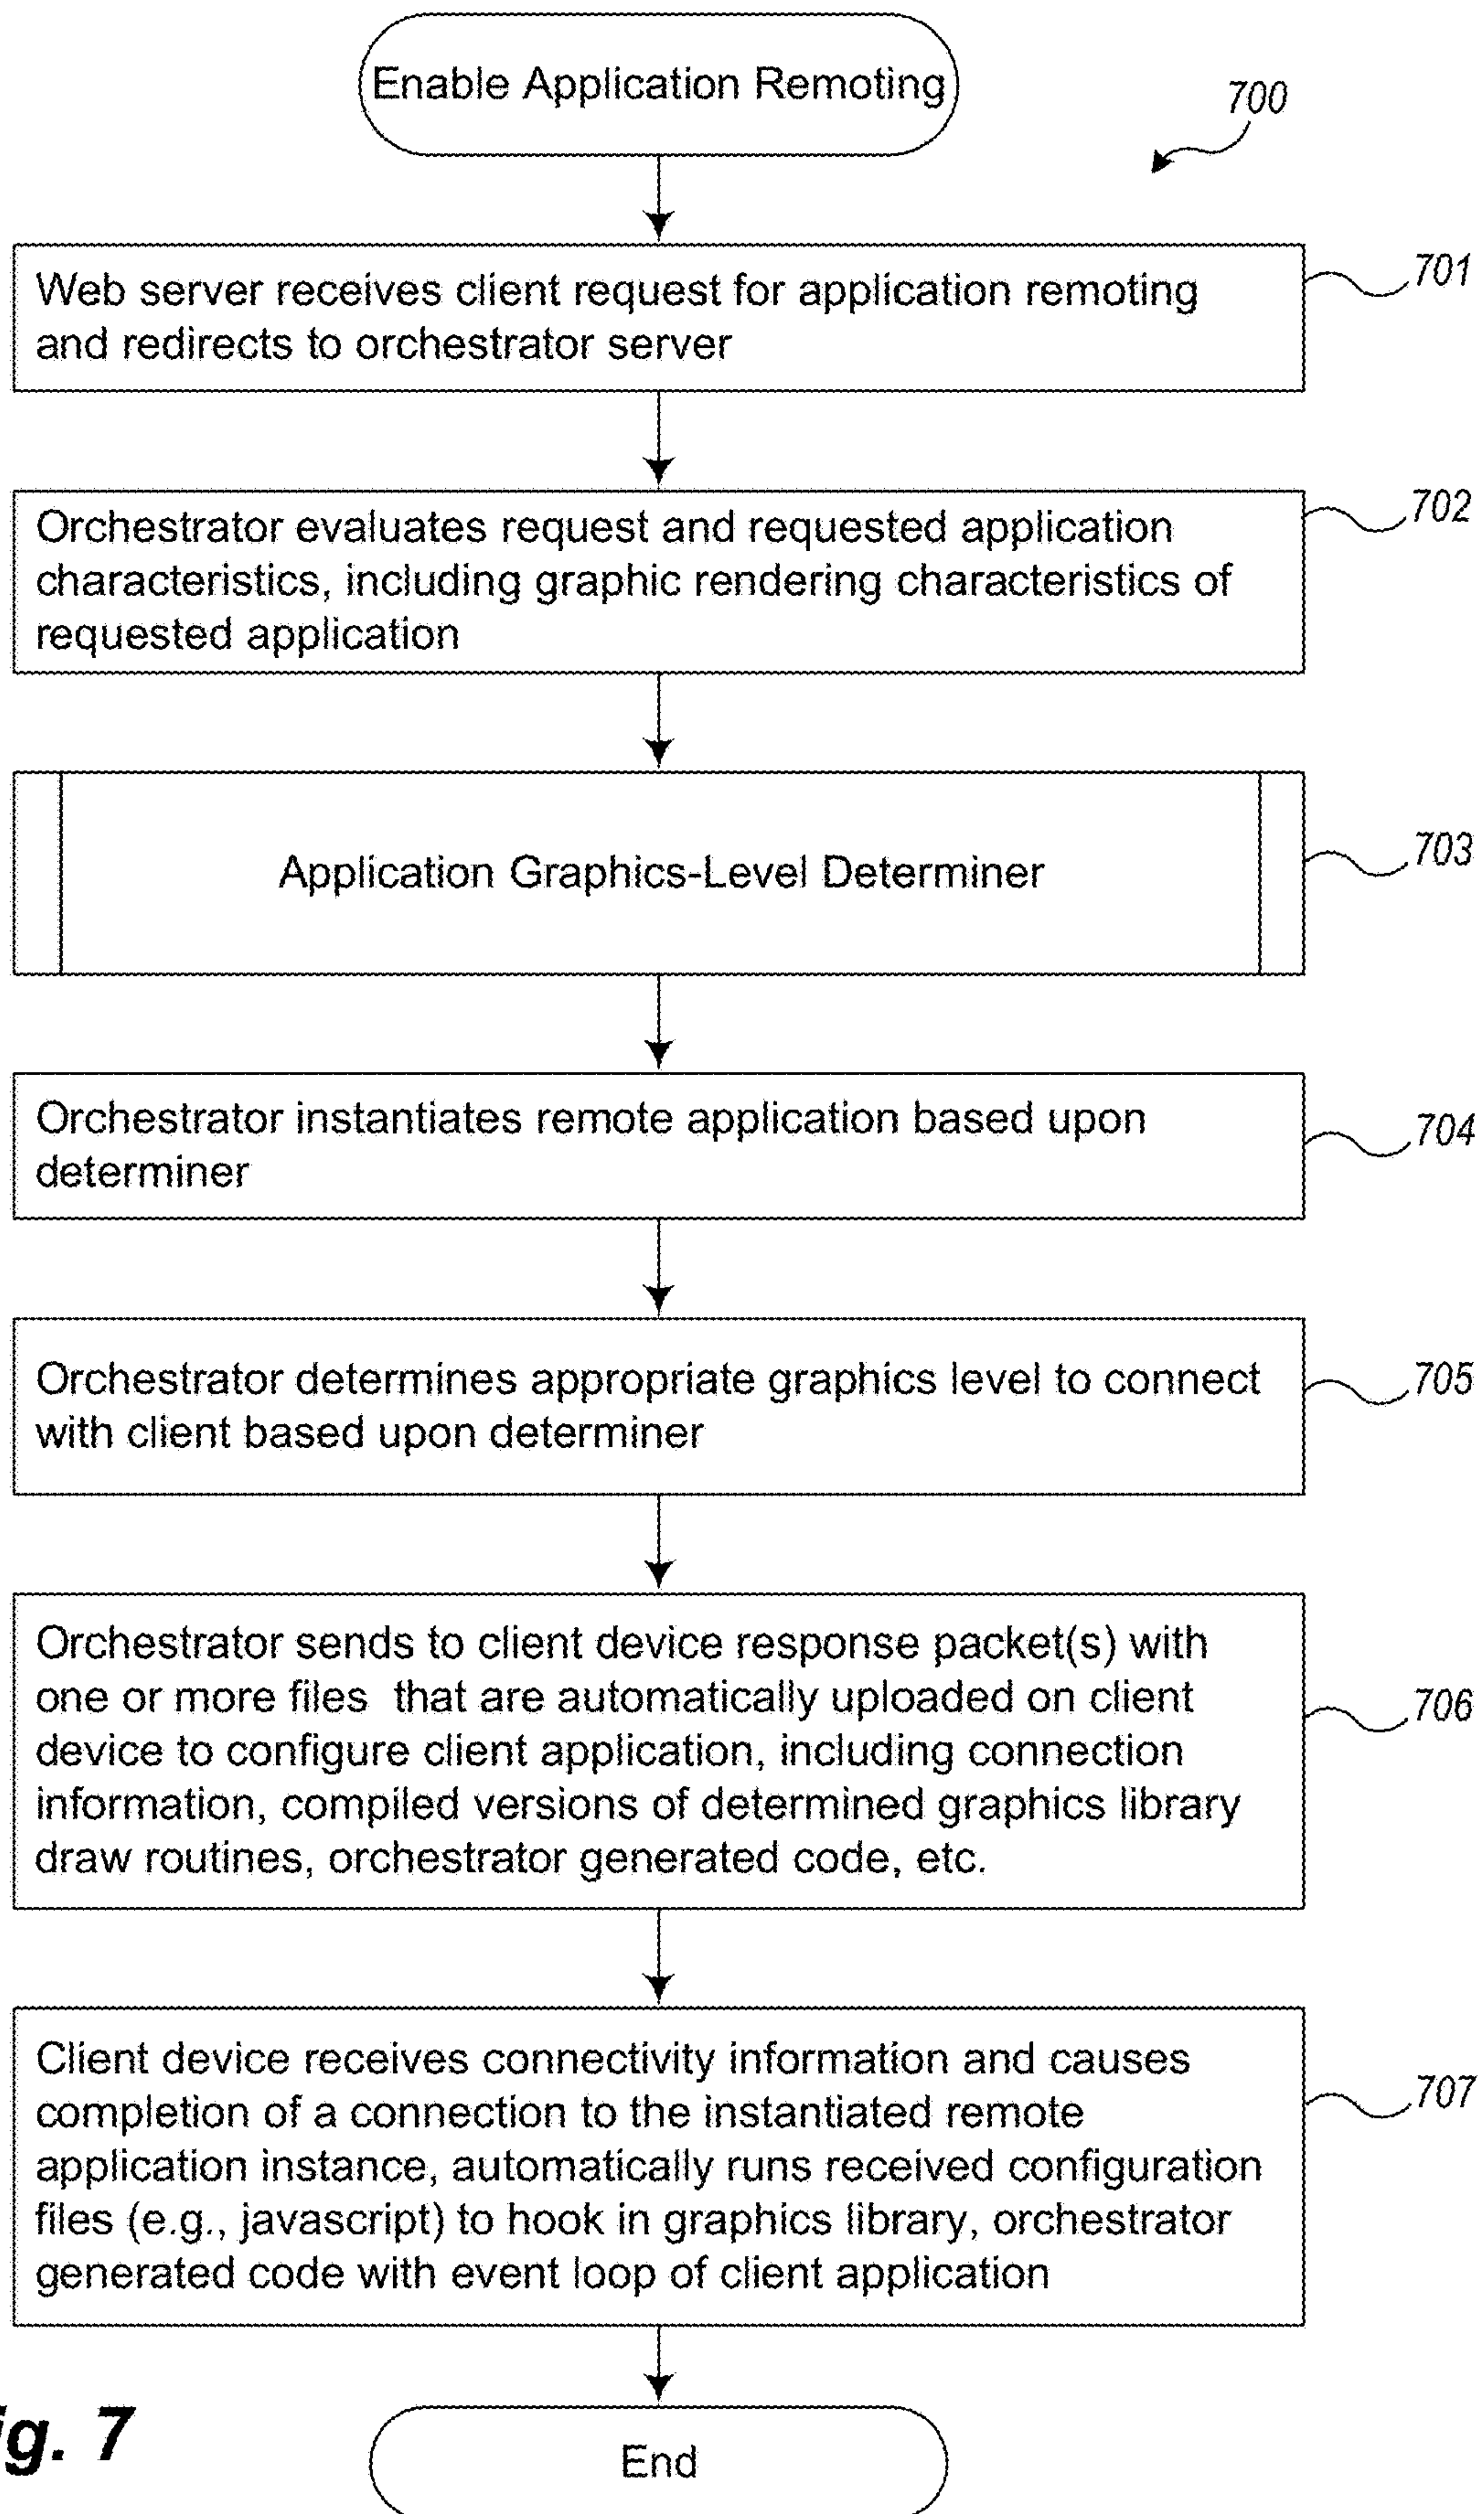 Enable Application Remoting
700
Web server receives client request for application remoting
and redirects to orchestrator server
701
Orchestrator evaluates request and requested application
characteristics, including graphic rendering characteristics of
requested application
702
Application Graphics-Level Determiner
703
Orchestrator instantiates remote application based upon
determiner
704
Orchestrator determines appropriate graphics level to connect
with client based upon determiner
705
Orchestrator sends to client device response packet(s) with
one or more files that are automatically uploaded on client
device to configure client application, including connection
information, compiled versions of determined graphics library
draw routines, orchestrator generated code, etc.
706
Client device receives connectivity information and causes
completion of a connection to the instantiated remote
application instance, automatically runs received configuration
files (e.g., javascript) to hook in graphics library, orchestrator
generated code with event loop of client application
707
ig. 7
End